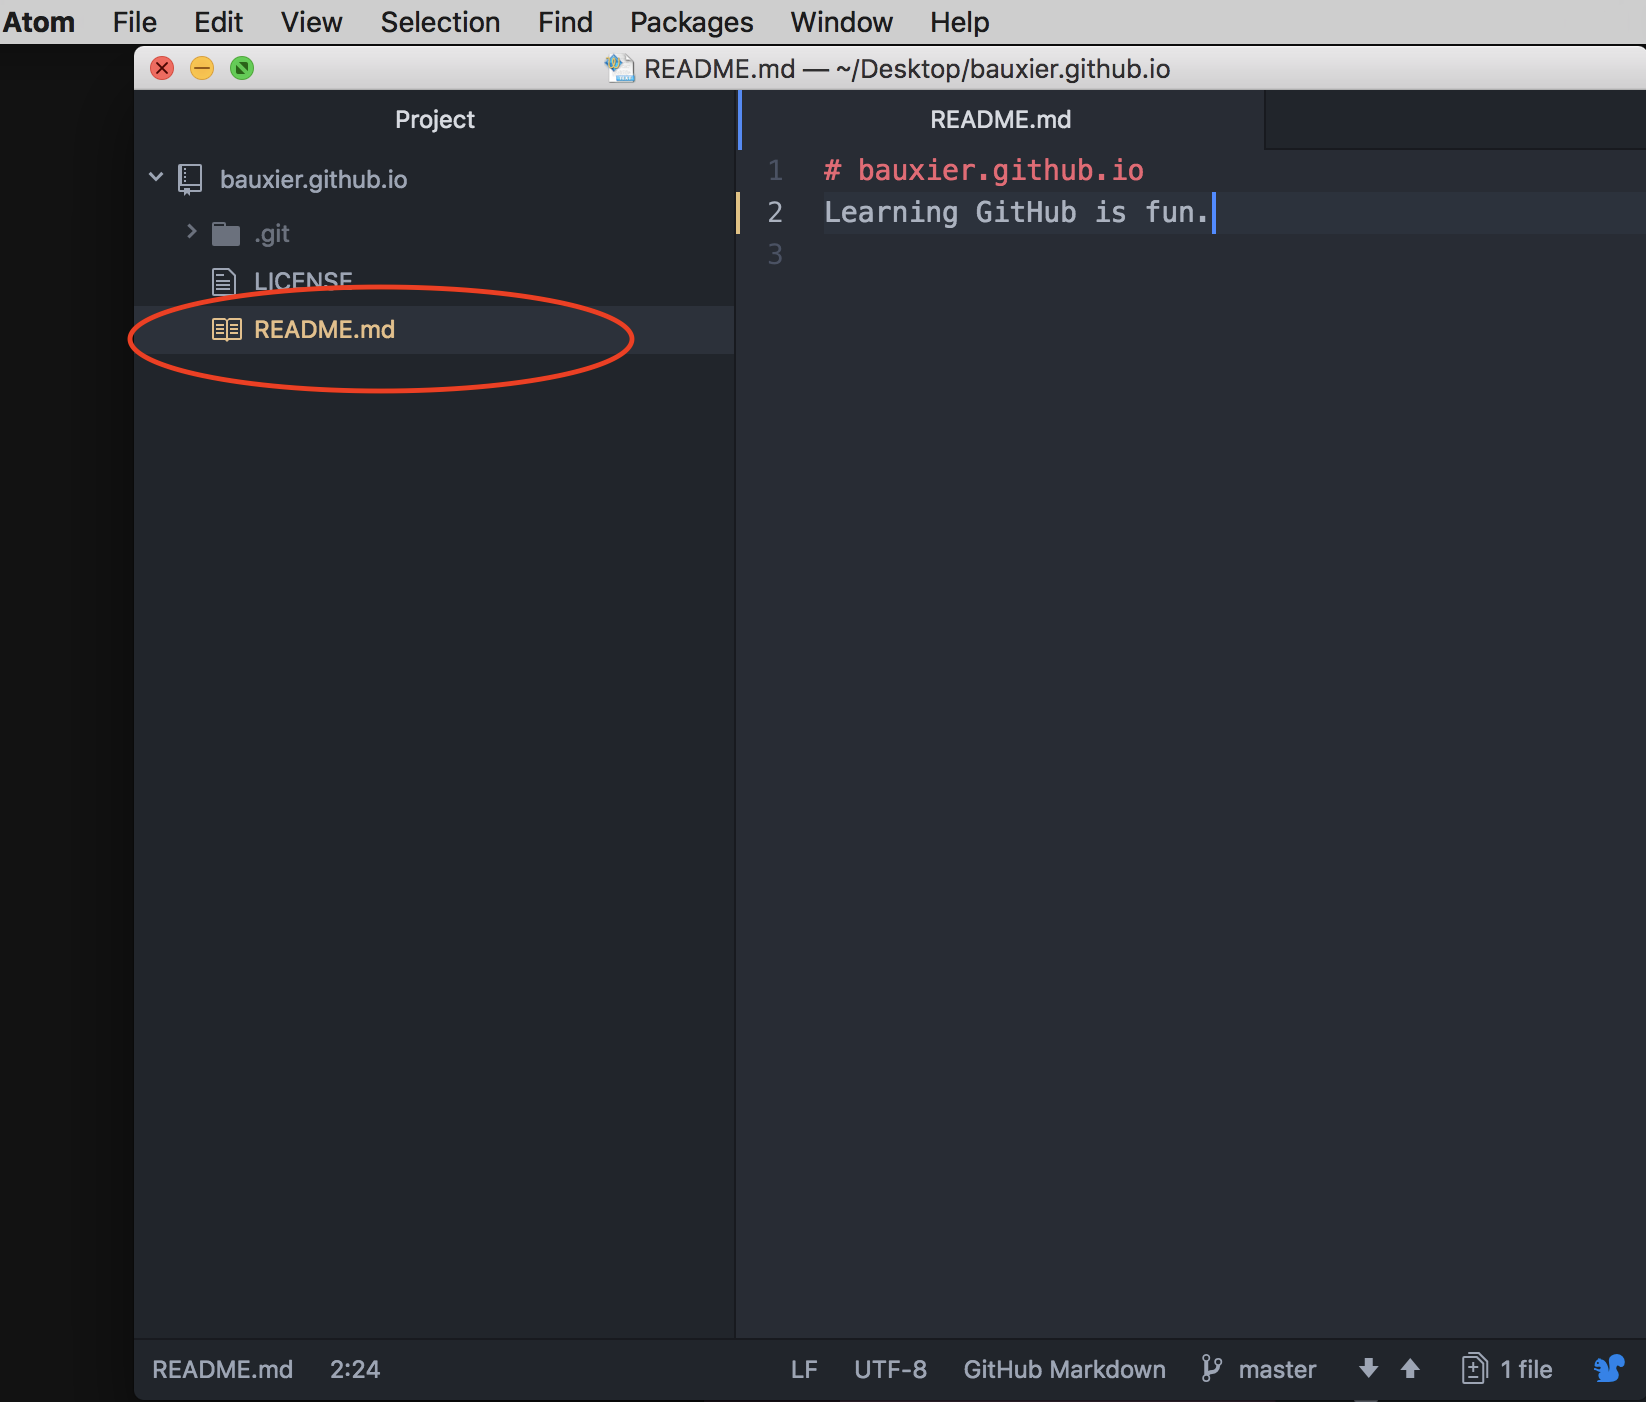 Atom File Edit View Selection Find Packages Window Help
README.md — ~/Desktop/bauxier.github.io
Project
bauxier.github.io
.git
LICENSE
README.md
README.md
1 # bauxier.github.io
2 Learning GitHub is fun.
3
README.md 2:24 LF UTF-8 GitHub Markdown master 1 file